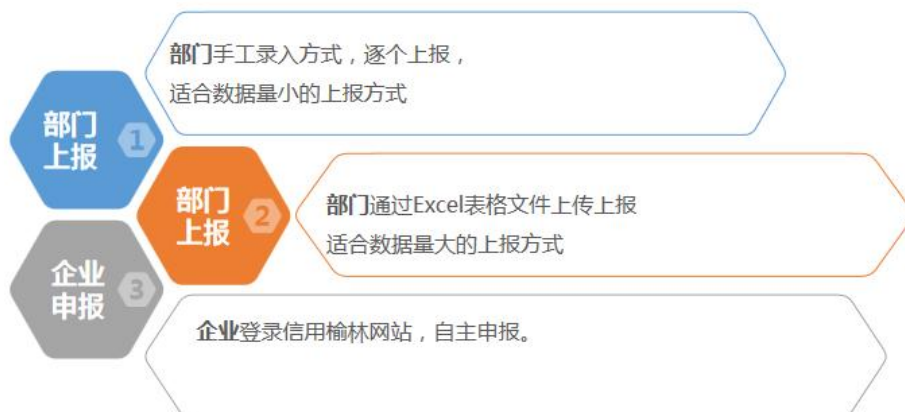 部门手工录入方式，逐个上报，
适合数据量小的上报方式
部门
上报
1
部门
上报
2
部门通过Excel表格文件上传上报
适合数据量大的上报方式
企业
申报
3
企业登录信用榆林网站，自主申报。